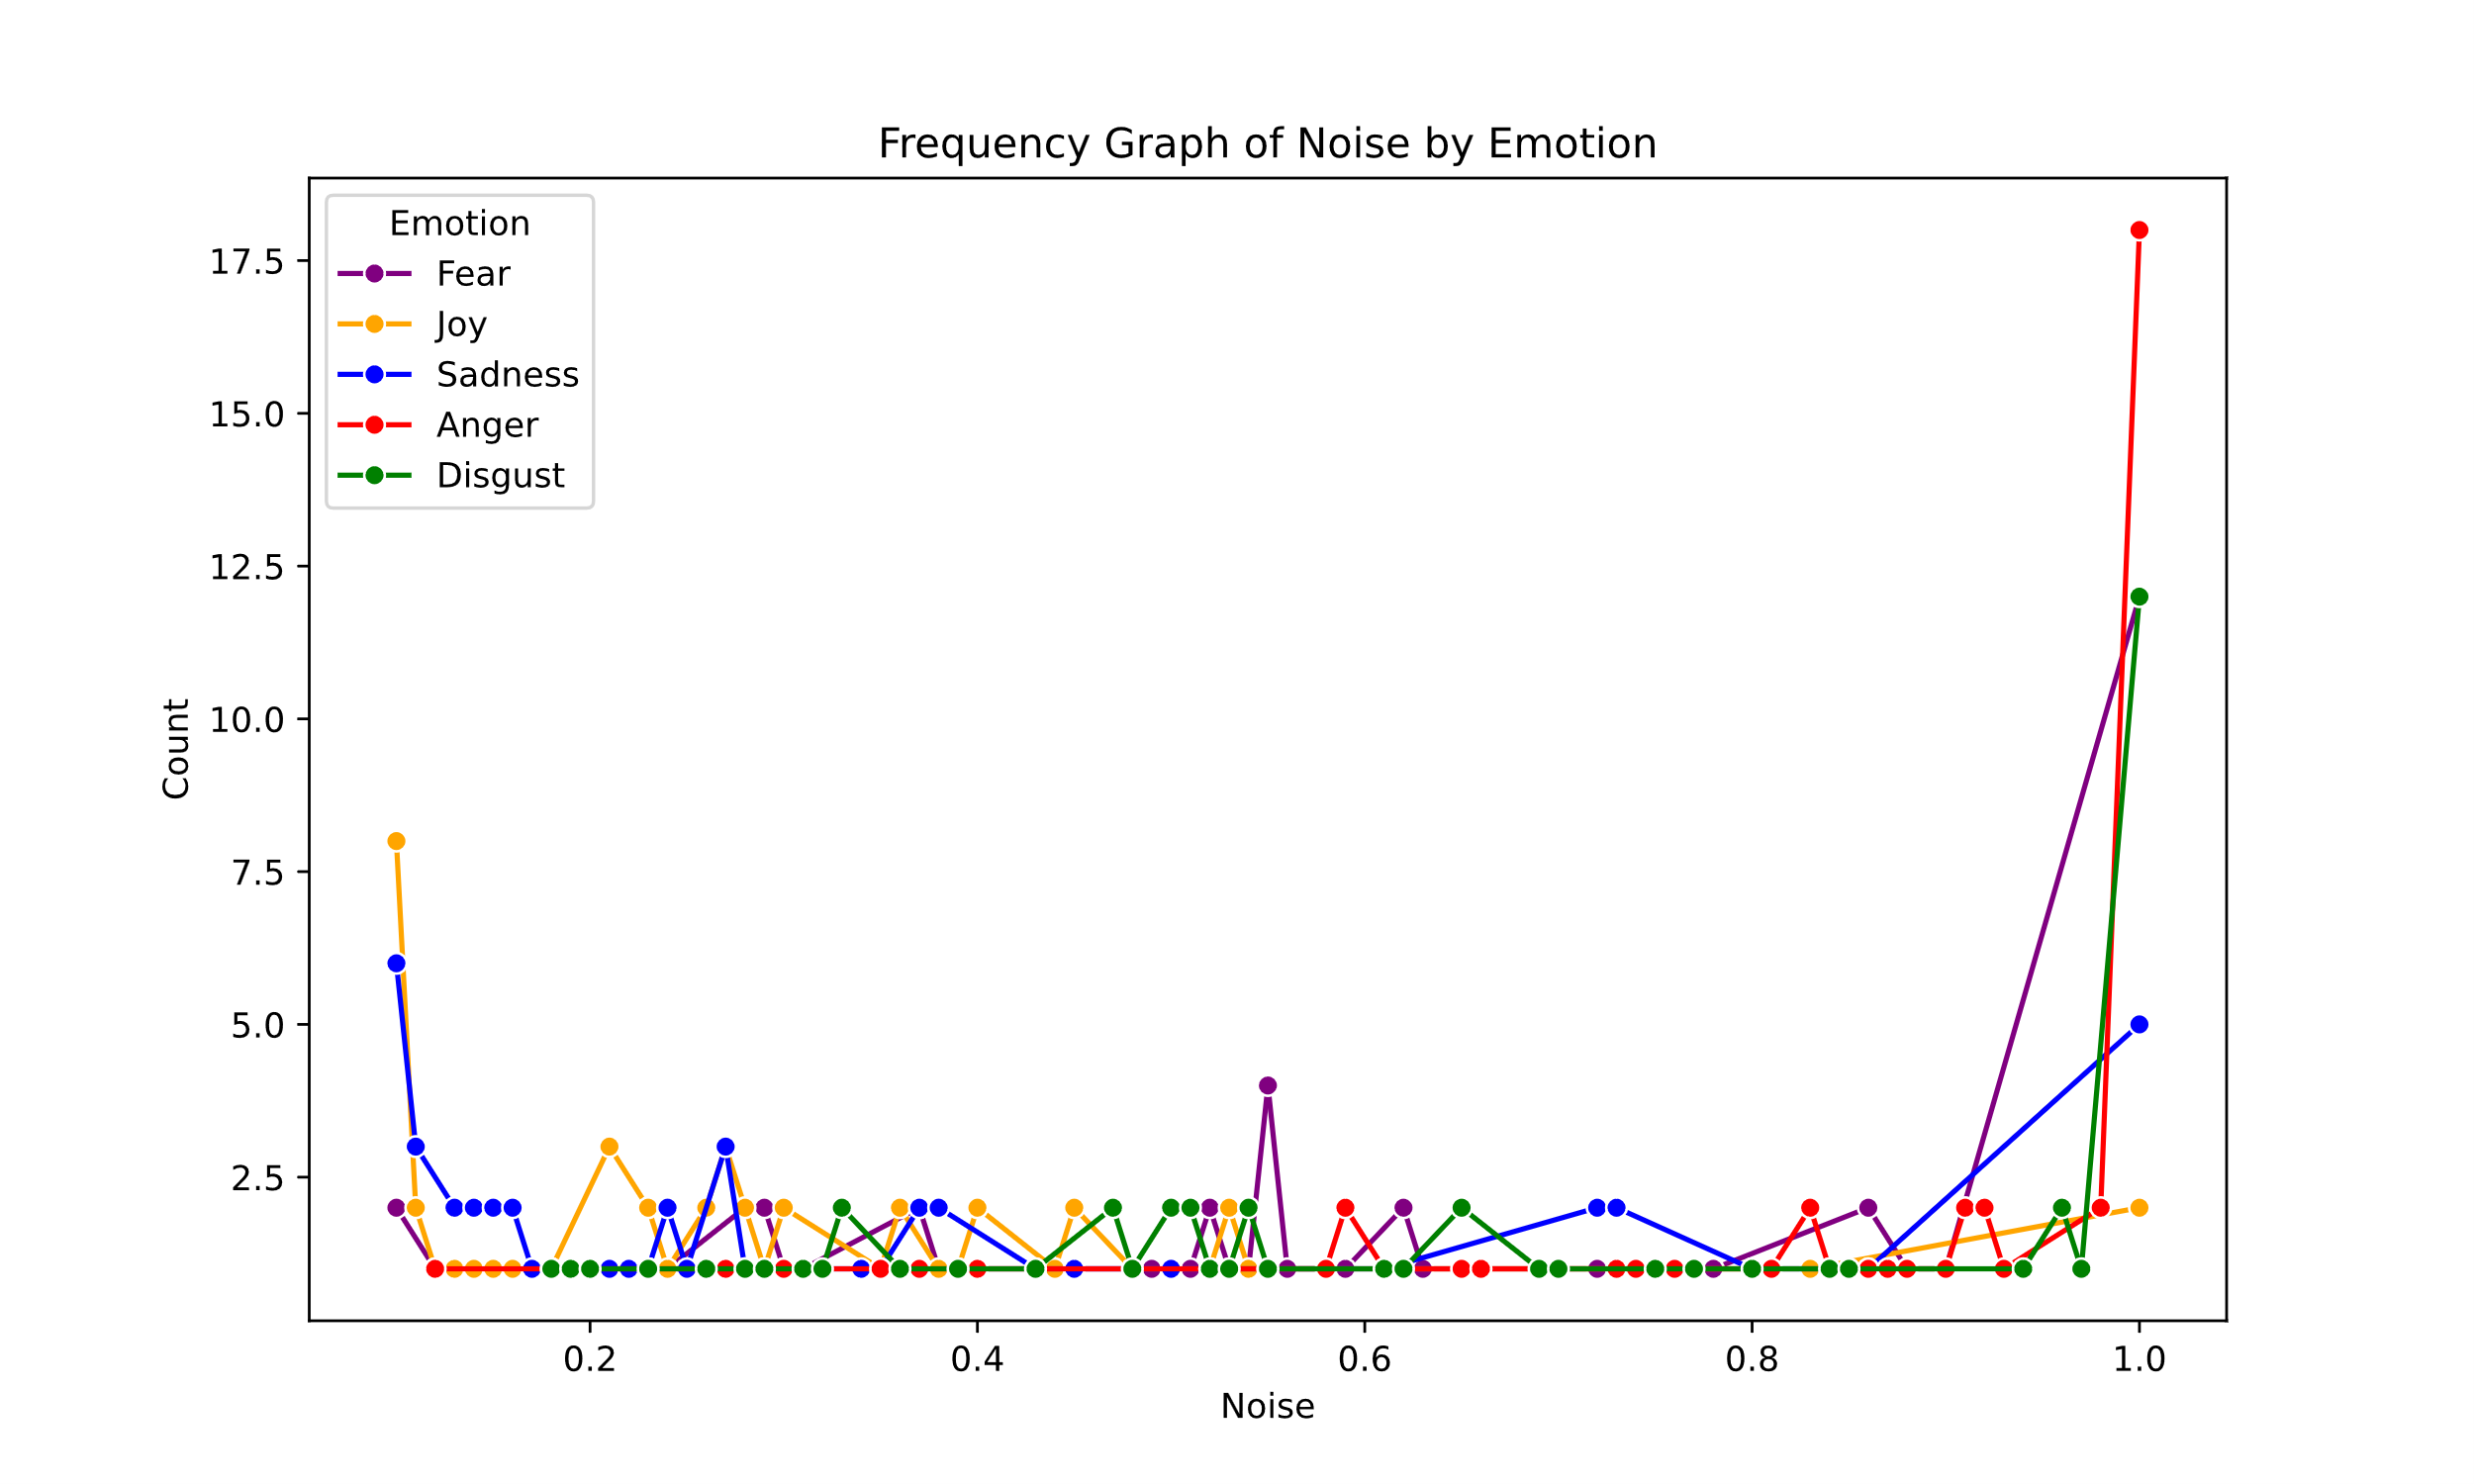 Frequency Graph of Noise by Emotion
Emotion
Fear
Joy
Sadness
Anger
Disgust
17.5
15.0
12.5
10.0
7.5
5.0
2.5
Count
0.2 0.4 0.6 0.8 1.0
Noise